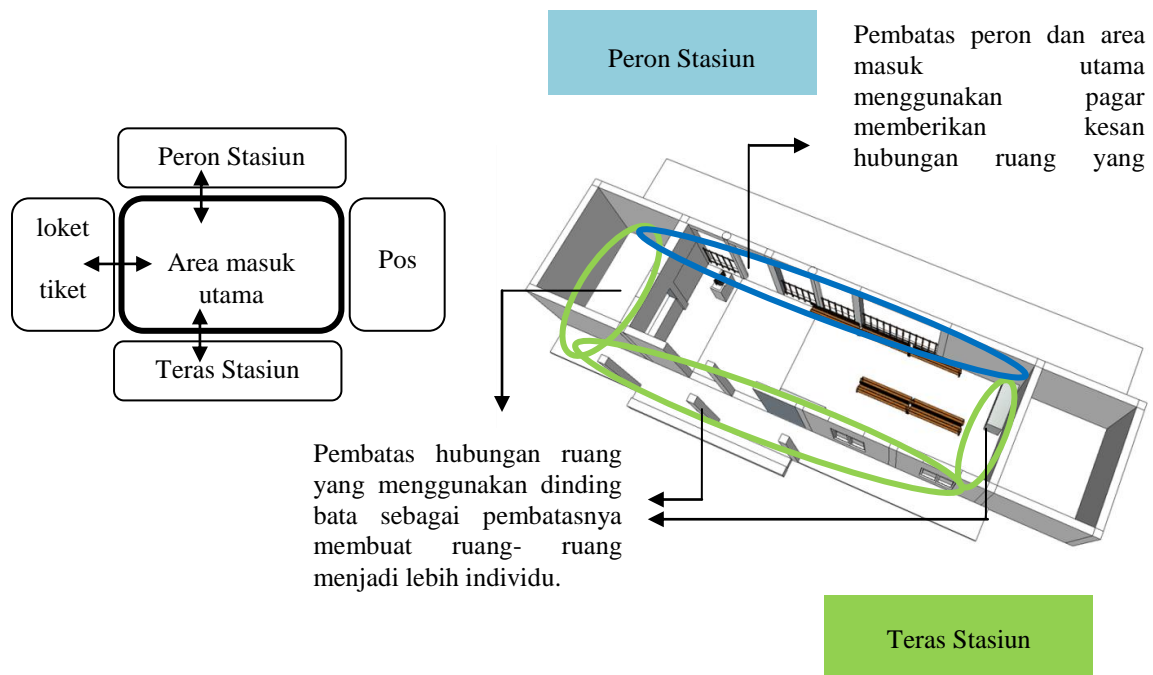 Peron Stasiun
Pembatas peron dan area
masuk utama
menggunakan pagar
memberikan kesan
hubungan ruang yang
Peron Stasiun
loket
tiket
Area masuk
utama
Pos
Teras Stasiun
Pembatas hubungan ruang
yang menggunakan dinding
bata sebagai pembatasnya
membuat ruang- ruang
menjadi lebih individu.
Teras Stasiun